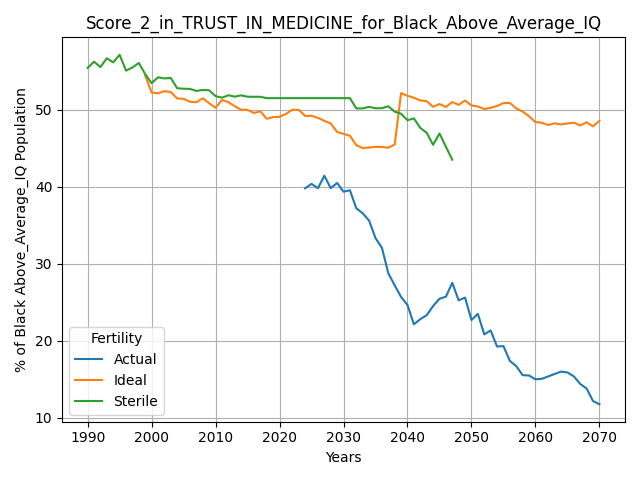 Score_2_in_TRUST_IN_MEDICINE_for_Black_Above_Average_IQ
% of Black Above_Average_IQ Population
50
40
30
20
10
Fertility
Actual
Ideal
Sterile
1990 2000 2010 2020 2030 2040 2050 2060 2070
Years